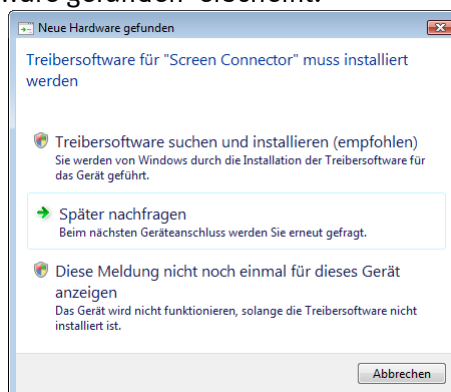 ware gefunden" erscheint.
Neue Hardware gefunden
Treibersoftware für "Screen Connector" muss installiert
werden
Treibersoftware suchen und installieren (empfohlen)
Sie werden von Windows durch die Installation der Treibersoftware für
das Gerät geführt.
Später nachfragen
Beim nächsten Geräteanschluss werden Sie erneut gefragt.
Diese Meldung nicht noch einmal für dieses Gerät
anzeigen
Das Gerät wird nicht funktionieren, solange die Treibersoftware nicht
installiert ist.
Abbrechen